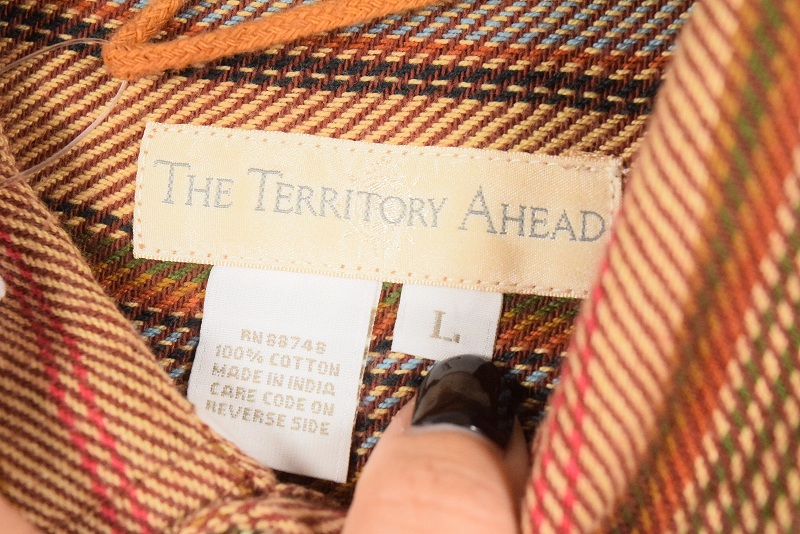 THE TERRITORY AHEAD
L
RN 88748
100% COTTON
MADE IN INDIA
CARE CODE ON
REVERSE SIDE